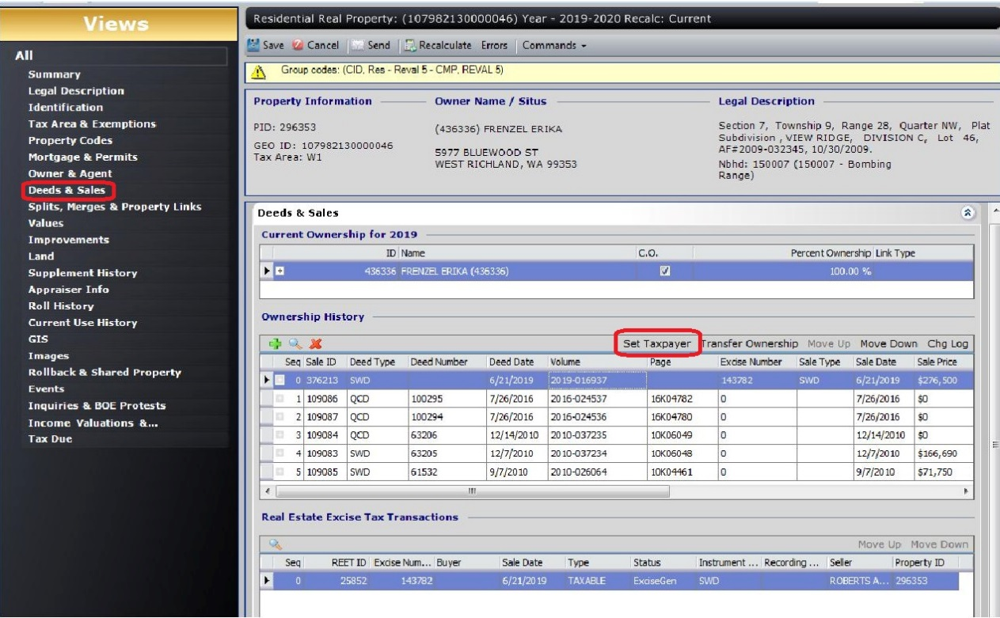 Views
All
Summary
Legal Description
Identification
Tax Area & Exemptions
Property Codes
Mortgage & Permits
Owner & Agent
Deeds & Sales
Splits, Merges & Property Links
Values
Improvements
Land
Supplement History
Appraiser Info
Roll History
Current Use History
GIS
Images
Rollback & Shared Property
Events
Inquiries & BOE Protests
Income Valuations &...
Tax Due
Residential Real Property: (107982130000046) Year - 2019-2020 Recalc: Current
Save Cancel Send Recalculate Errors Commands
Group codes: (CID, Res - Reval 5 - CMP, REVAL 5)
Property Information
PID: 296353
GEO ID: 107982130000046
Tax Area: W1
Owner Name / Situs
(436336) FRENZEL ERIKA
5977 BLUEWOOD ST
WEST RICHLAND, WA 99353
Legal Description
Section 7, Township 9, Range 28, Quarter NW, Plat
Subdivision , VIEW RIDGE, DIVISION C, Lot 46,
AF#2009-032345, 10/30/2009.
Nbhd: 150007 (150007 - Bombing
Range)
Deeds & Sales
Current Ownership for 2019
ID Name C.O. Percent Ownership Link Type
436336 FRENZEL ERIKA (436336) 100.00 %
Ownership History
Set Taxpayer Transfer Ownership Move Up Move Down Chg Log
Seq Sale ID Deed Type Deed Number Deed Date Volume Page Excise Number Sale Type Sale Date Sale Price
0 376213 SWD 6/21/2019 2019-016937 143782 SWD 6/21/2019 $276,500
1 109086 QCD 100295 7/26/2016 2016-024537 16K04782 0 7/26/2016 $0
2 109087 QCD 100294 7/26/2016 2016-024536 16K04780 0 7/26/2016 $0
3 109084 QCD 63206 12/14/2010 2010-037235 10K06049 0 12/14/2010 $0
4 109083 SWD 63205 12/7/2010 2010-037234 10K06048 0 12/7/2010 $166,690
5 109085 SWD 61532 9/7/2010 2010-026064 10K04461 0 9/7/2010 $71,750
Real Estate Excise Tax Transactions
Move Up Move Down
Seq REET ID Excise Num... Buyer Sale Date Type Status Instrument ... Recording ... Seller Property ID
0 25852 143782 6/21/2019 TAXABLE ExciseGen SWD ROBERTS A... 296353